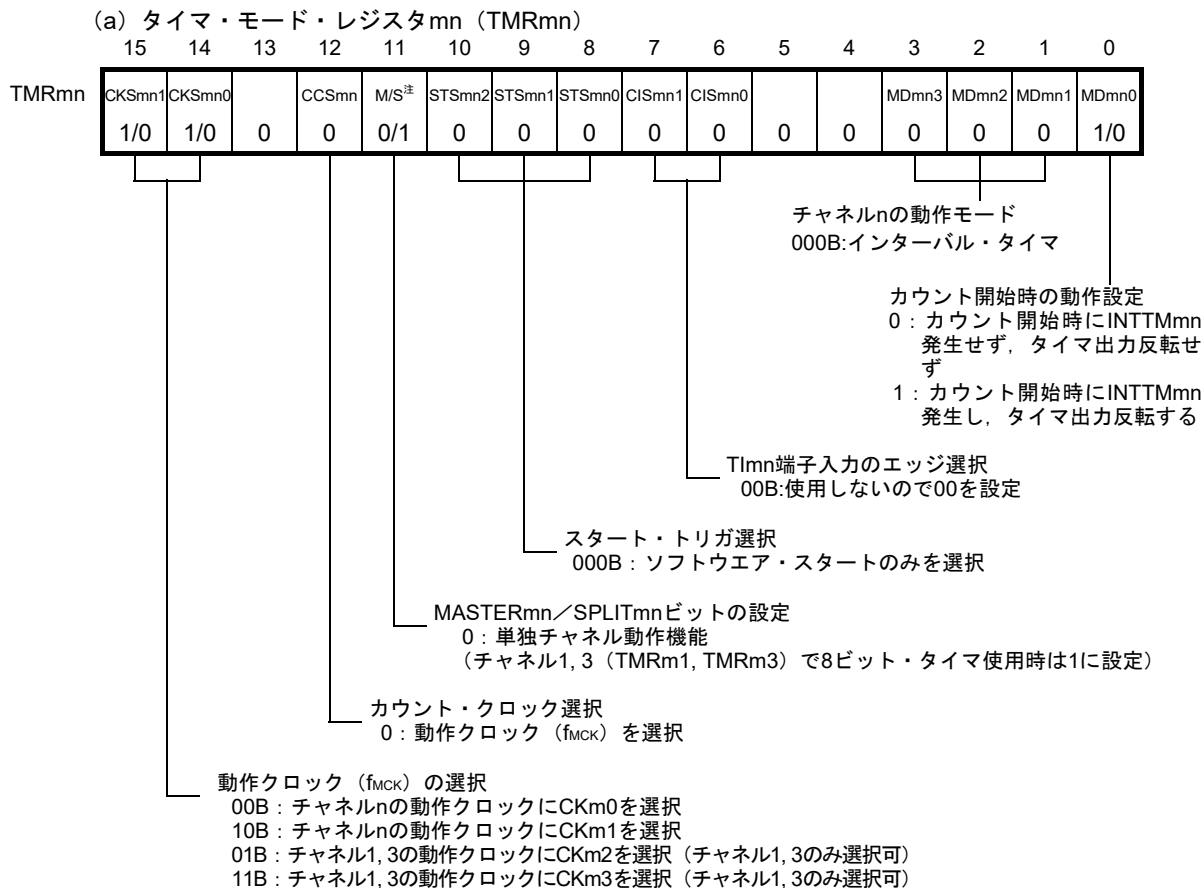 (a) タイマ・モード・レジスタmn（TMRmn）
15 14 13 12 11 10 9 8 7 6 5 4 3 2 1 0
TMRmn CKSmn1 CKSmn0 CCSmn M/S注 STSmn2 STSmn1 STSmn0 CISmn1 CISmn0 MDmn3 MDmn2 MDmn1 MDmn0
1/0 1/0 0 0 0/1 0 0 0 0 0 0 0 0 0 0 1/0
チャネルnの動作モード
000B:インターバル・タイマ
カウント開始時の動作設定
0：カウント開始時にINTTMmn
発生せず，タイマ出力反転せ
ず
1：カウント開始時にINTTMmn
発生し，タイマ出力反転する
TImn端子入力のエッジ選択
00B:使用しないので00を設定
スタート・トリガ選択
000B：ソフトウエア・スタートのみを選択
MASTERmn／SPLITmnビットの設定
0：単独チャネル動作機能
（チャネル1, 3（TMRm1, TMRm3）で8ビット・タイマ使用時は1に設定）
カウント・クロック選択
0：動作クロック（fMCK）を選択
動作クロック（fMCK）の選択
00B：チャネルnの動作クロックにCKm0を選択
10B：チャネルnの動作クロックにCKm1を選択
01B：チャネル1, 3の動作クロックにCKm2を選択（チャネル1, 3のみ選択可）
11B：チャネル1, 3の動作クロックにCKm3を選択（チャネル1, 3のみ選択可）